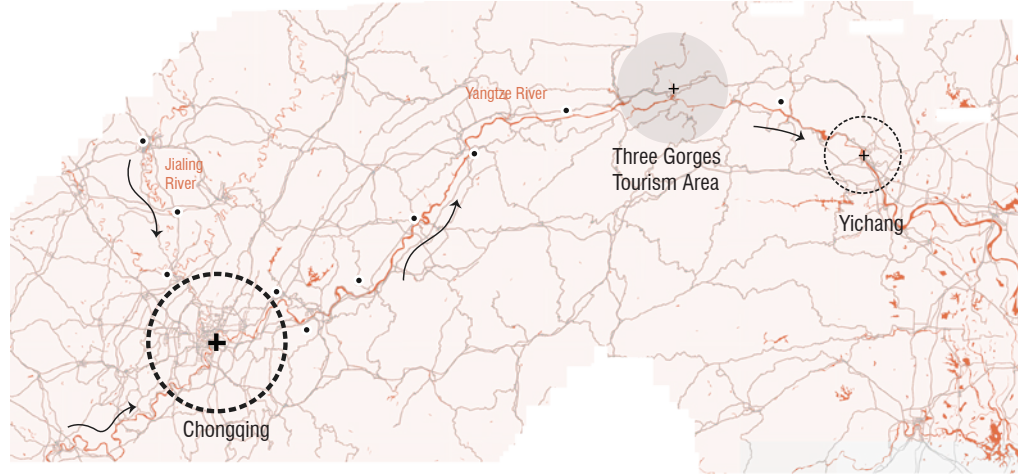 Yangtze River
Jialing
River
Three Gorges
Tourism Area
Yichang
Chongqing